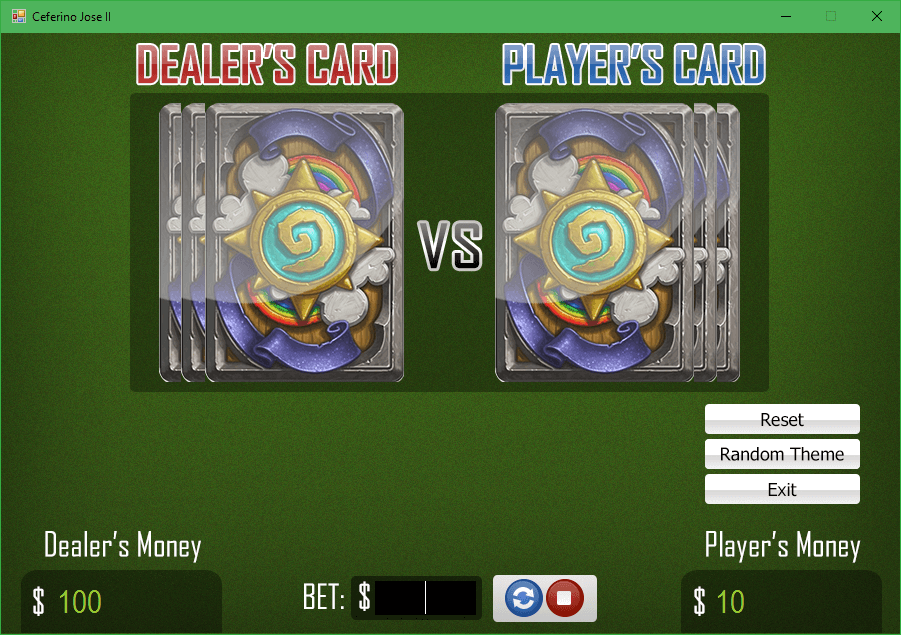 Ceferino Jose II
DEALER'S CARD
PLAYER'S CARD
VS
Reset
Random Theme
Exit
Dealer's Money
Player's Money
$ 100
BET: $
$ 10